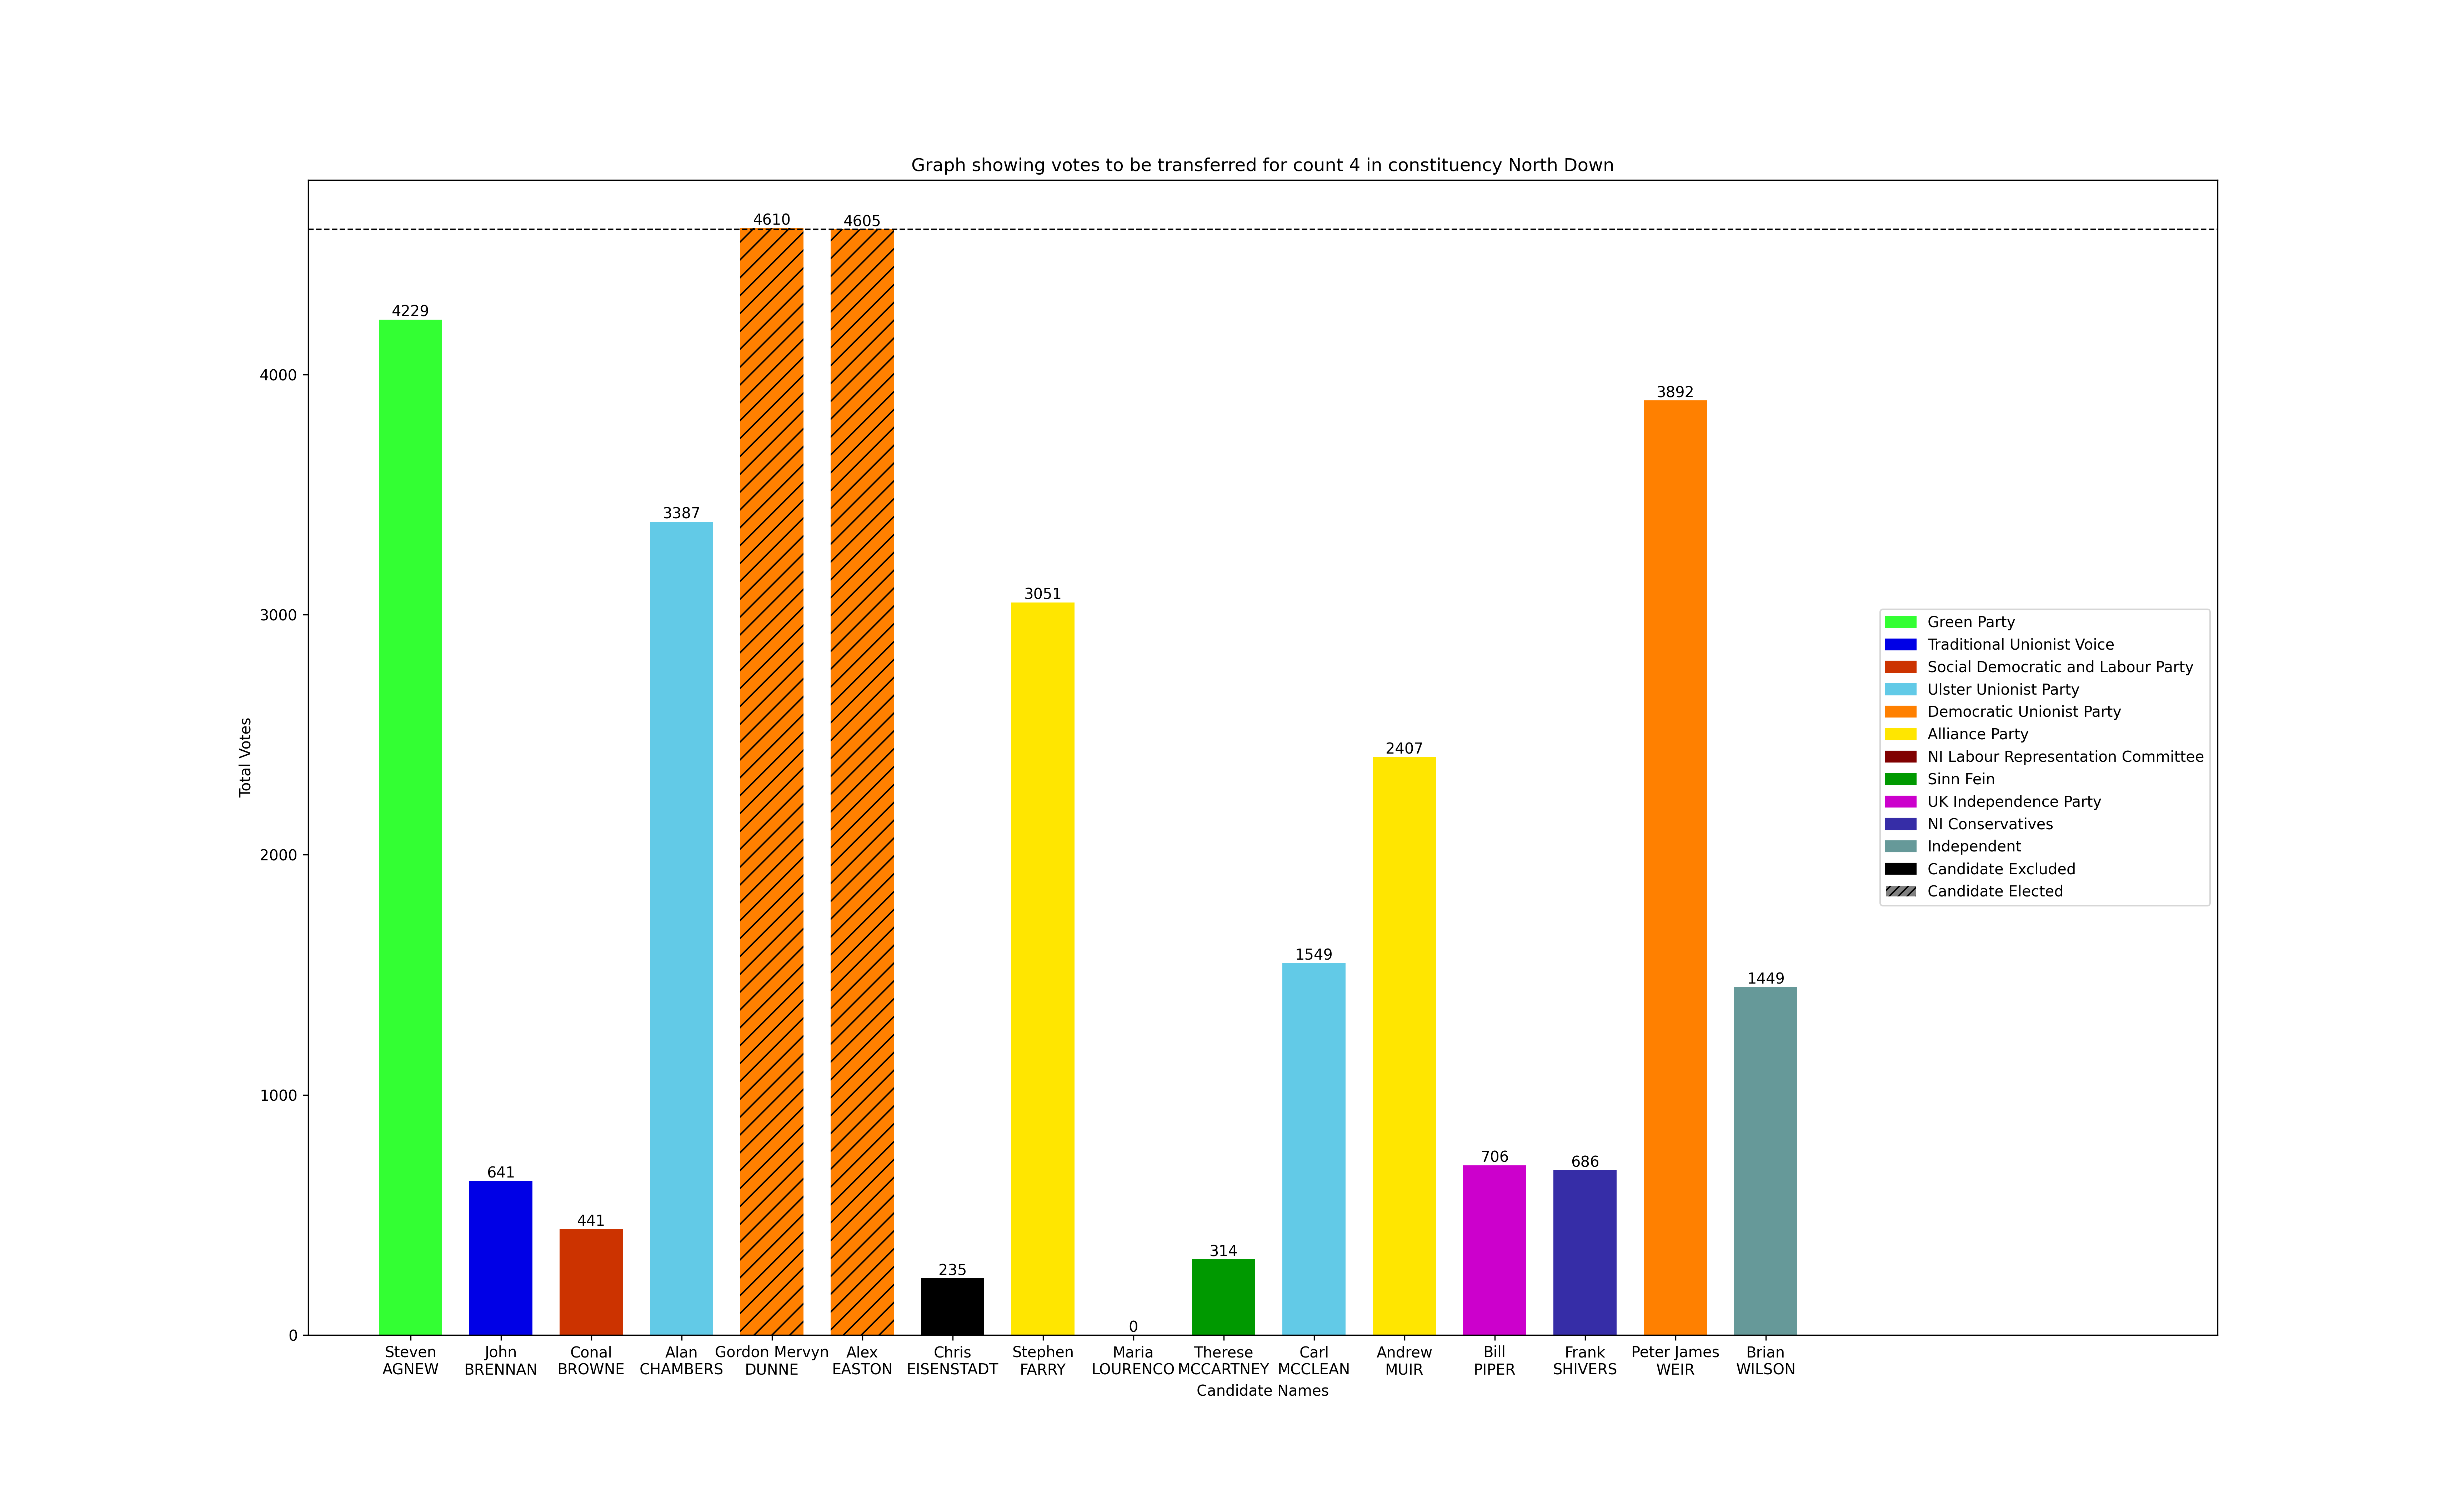 Graph showing votes to be transferred for count 4 in constituency North Down
Total Votes
4000
3000
2000
1000
0
4229
641
441
3387
4610
4605
235
3051
0
314
1549
2407
706
686
3892
1449
Green Party
Traditional Unionist Voice
Social Democratic and Labour Party
Ulster Unionist Party
Democratic Unionist Party
Alliance Party
NI Labour Representation Committee
Sinn Fein
UK Independence Party
NI Conservatives
Independent
Candidate Excluded
Candidate Elected
Steven
AGNEW
John
BRENNAN
Conal
BROWNE
Alan
CHAMBERS
Gordon Mervyn
DUNNE
Alex
EASTON
Chris
EISENSTADT
Stephen
FARRY
Maria
LOURENCO
Therese
MCCARTNEY
Carl
MCCLEAN
Andrew
MUIR
Bill
PIPER
Frank
SHIVERS
Peter James
WEIR
Brian
WILSON
Candidate Names